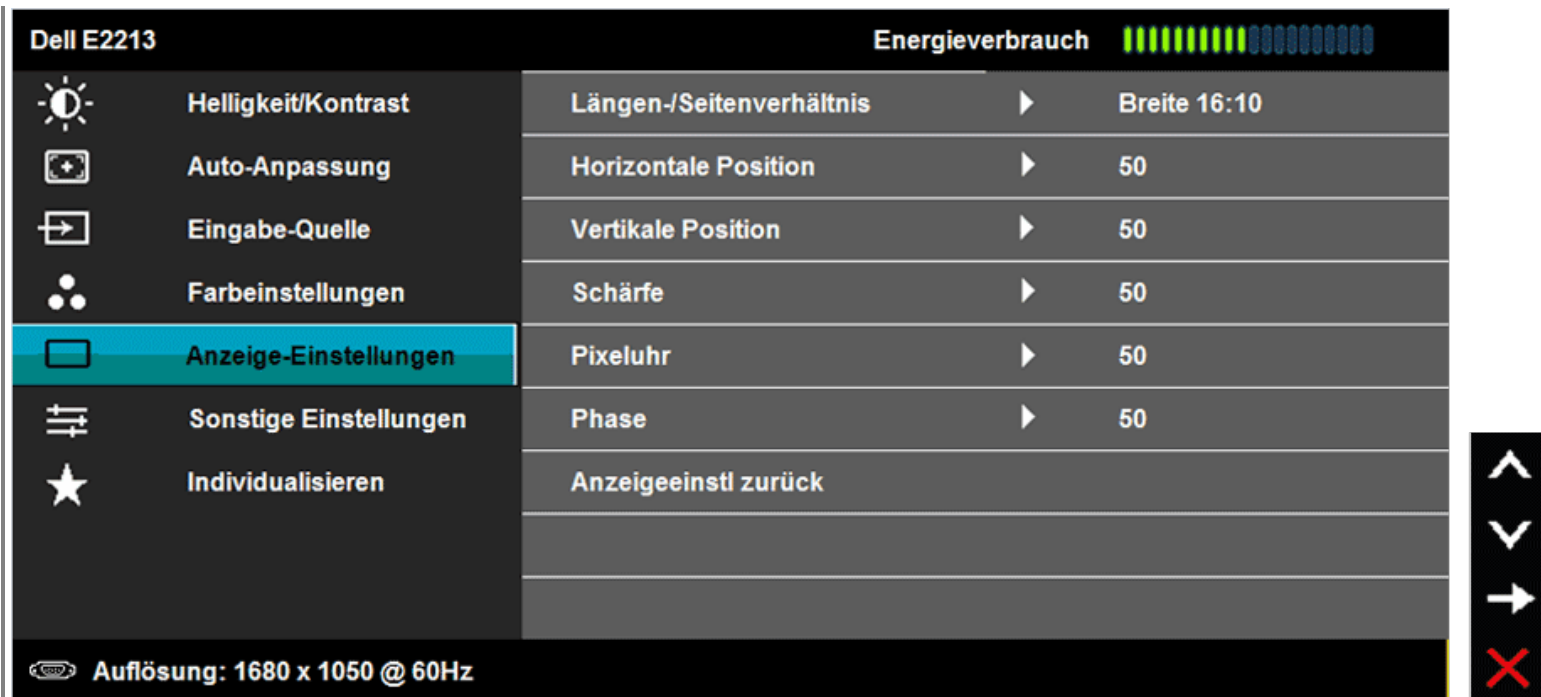 Dell E2213 Energieverbrauch
Helligkeit/Kontrast Längen-/Seitenverhältnis Breite 16:10
Auto-Anpassung Horizontale Position 50
Eingabe-Quelle Vertikale Position 50
Farbeinstellungen Schärfe 50
Anzeige-Einstellungen Pixeluhr 50
Sonstige Einstellungen Phase 50
Individualisieren Anzeigeeinstl zurück
Auflösung: 1680 x 1050 @ 60Hz